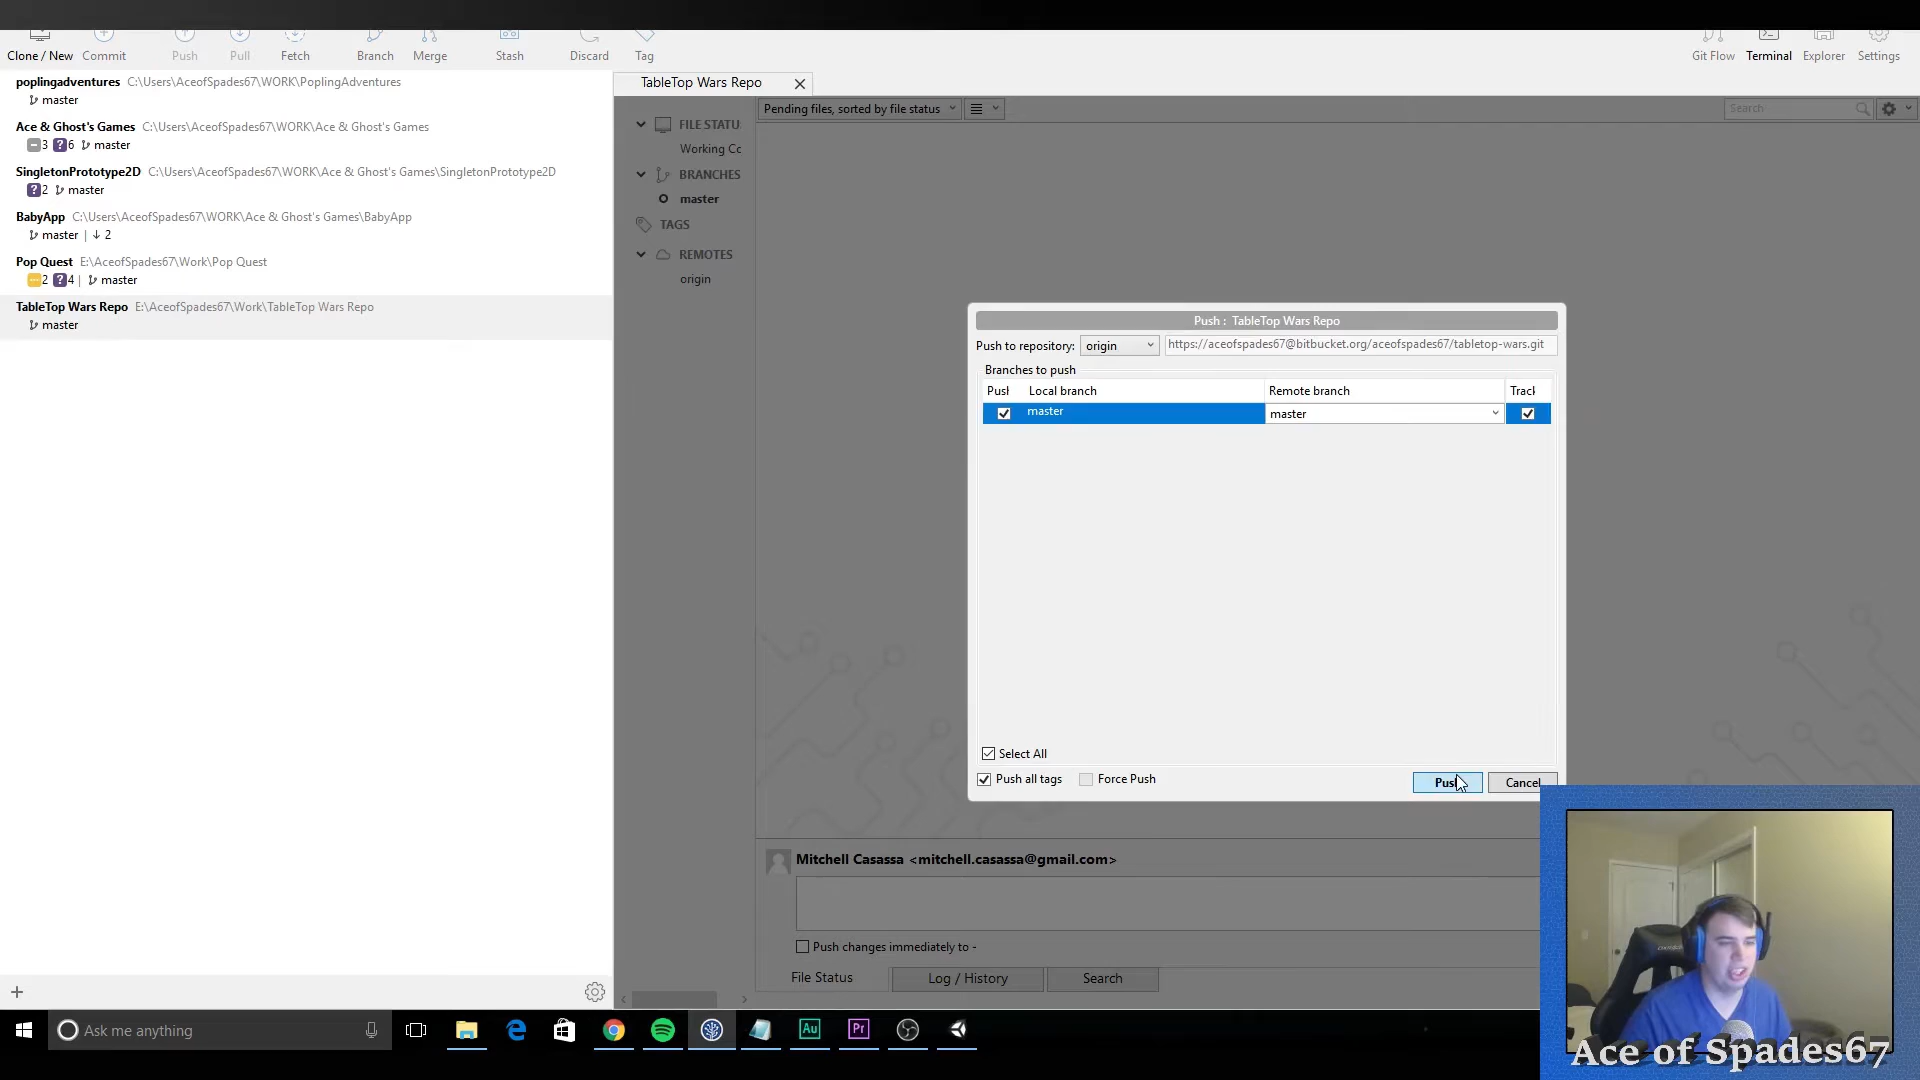 Clone / New Commit Push Pull Fetch Branch Merge Stash Discard Tag Git Flow Terminal Explorer Settings
poplingadventures C:\Users\AceofSpades67\WORK\PoplingAdventures
master
Ace & Ghost's Games C:\Users\AceofSpades67\WORK\Ace & Ghost's Games
3 ?6 master
SingletonPrototype2D C:\Users\AceofSpades67\WORK\Ace & Ghost's Games\SingletonPrototype2D
?2 master
BabyApp C:\Users\AceofSpades67\WORK\Ace & Ghost's Games\BabyApp
master | ↓ 2
Pop Quest E:\AceofSpades67\Work\Pop Quest
2 ?4 | master
TableTop Wars Repo E:\AceofSpades67\Work\TableTop Wars Repo
master
TableTop Wars Repo
Pending files, sorted by file status
Search
FILE STATU
Working Cc
BRANCHES
master
TAGS
REMOTES
origin
Push : TableTop Wars Repo
Push to repository: origin https://aceofspades67@bitbucket.org/aceofspades67/tabletop-wars.git
Branches to push
Push Local branch Remote branch Track
master master
Select All
Push all tags Force Push
Push Cancel
Mitchell Casassa <mitchell.casassa@gmail.com>
Push changes immediately to -
File Status Log / History Search
Ask me anything
Au Pr
Ace of Spades67